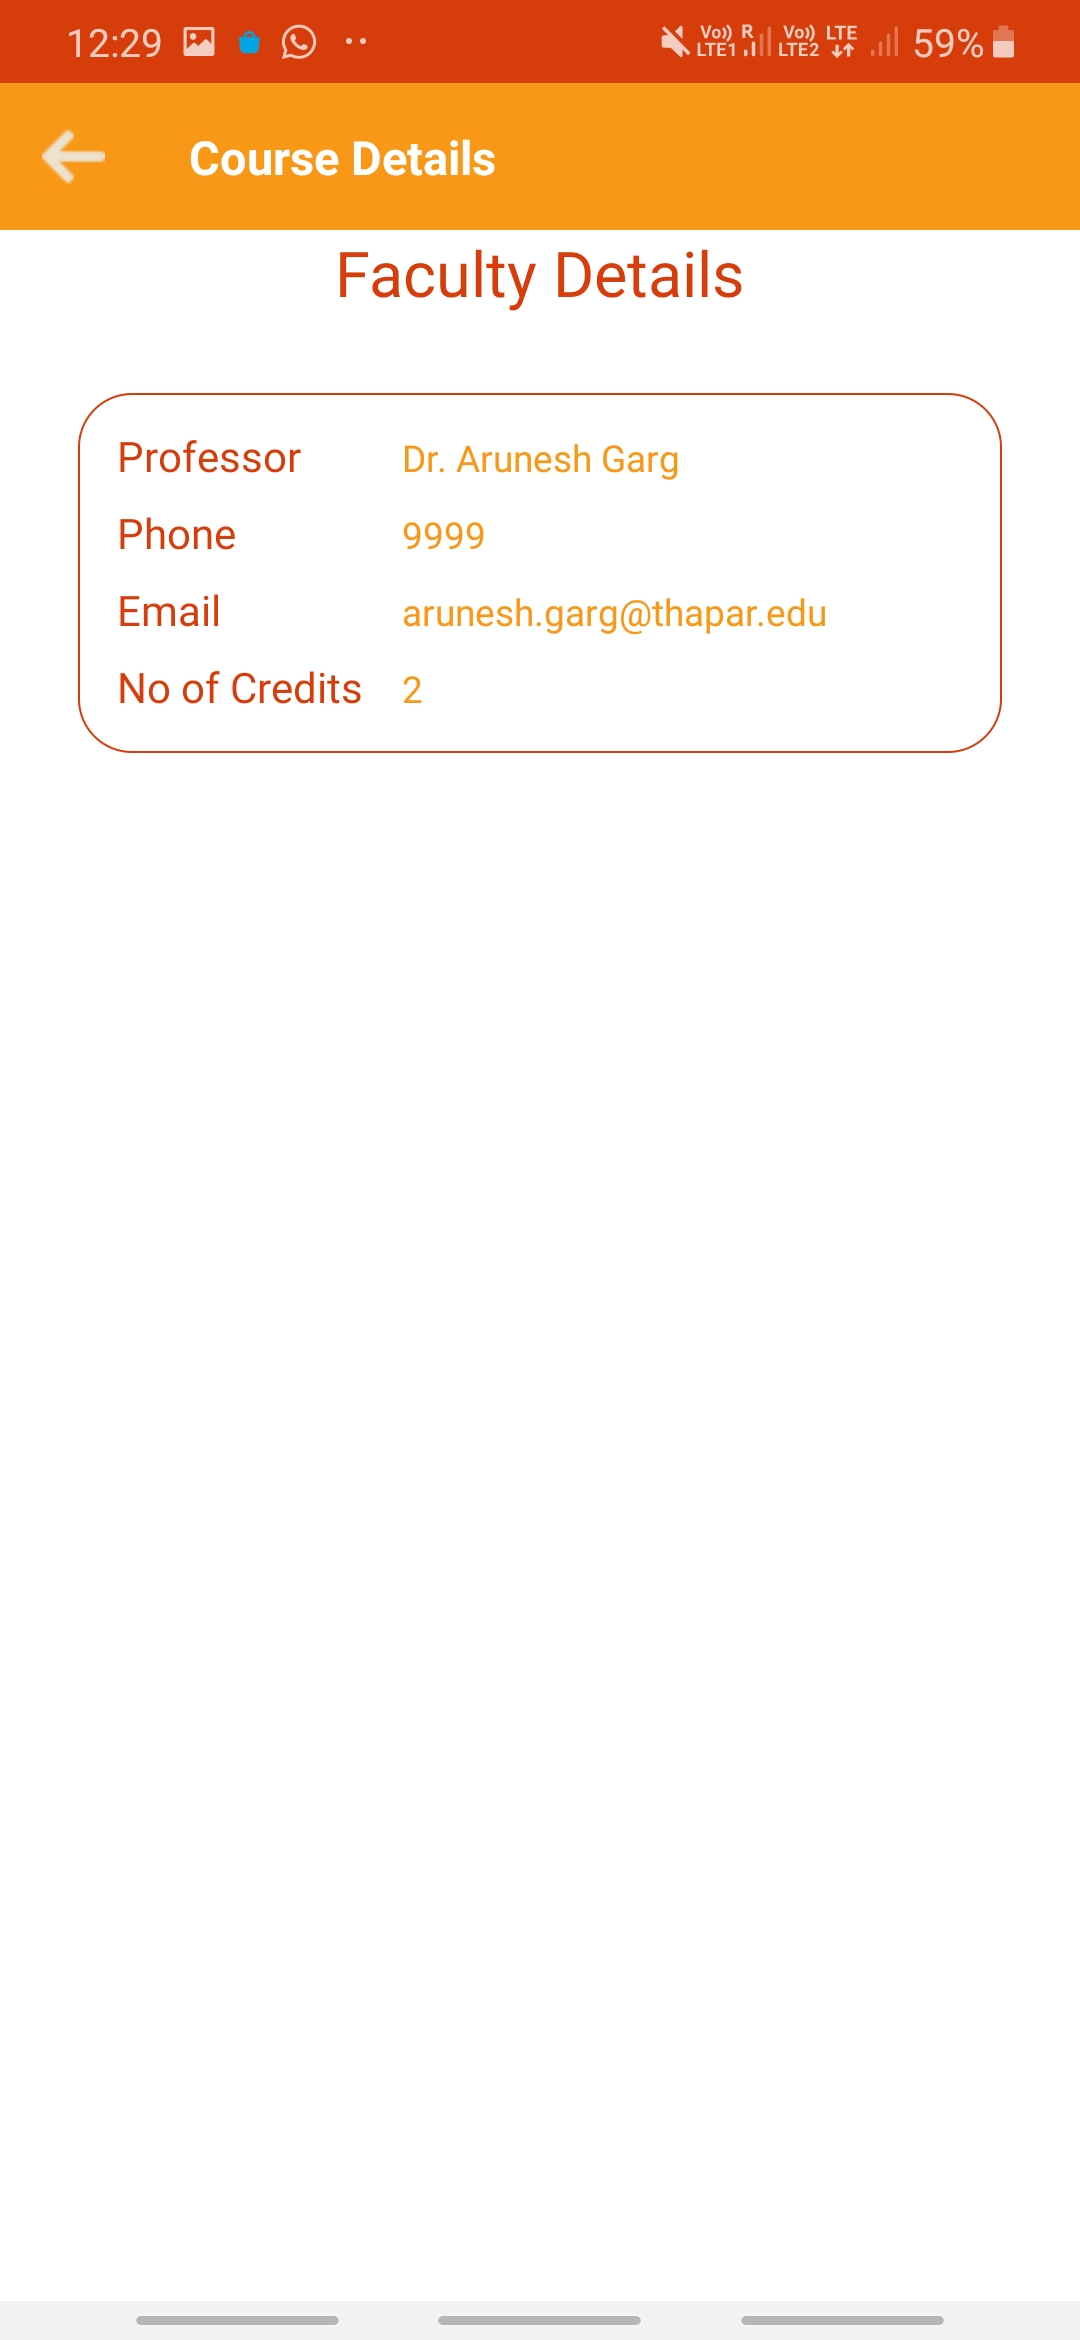 12:29 Vo)) R Vo)) LTE 59%
LTE1 LTE2
Course Details
Faculty Details
Professor Dr. Arunesh Garg
Phone 9999
Email arunesh.garg@thapar.edu
No of Credits 2